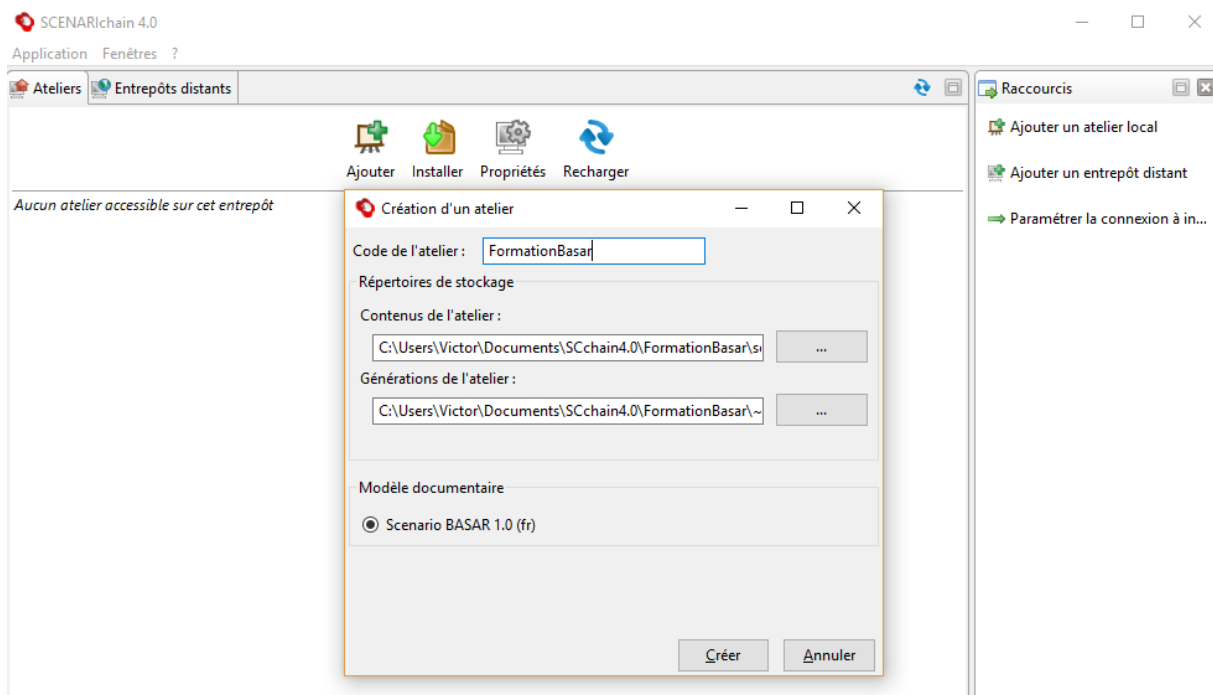 SCENARIchain 4.0
Application Fenêtres ?
Ateliers Entrepôts distants
Raccourcis
Ajouter Installer Propriétés Recharger
Ajouter un atelier local
Ajouter un entrepôt distant
Paramétrer la connexion à in...
Aucun atelier accessible sur cet entrepôt
Création d'un atelier
Code de l'atelier : FormationBasar
Répertoires de stockage
Contenus de l'atelier :
C:\Users\Victor\Documents\SCchain4.0\FormationBasar\s ...
Générations de l'atelier :
C:\Users\Victor\Documents\SCchain4.0\FormationBasar\~ ...
Modèle documentaire
Scenario BASAR 1.0 (fr)
Créer Annuler